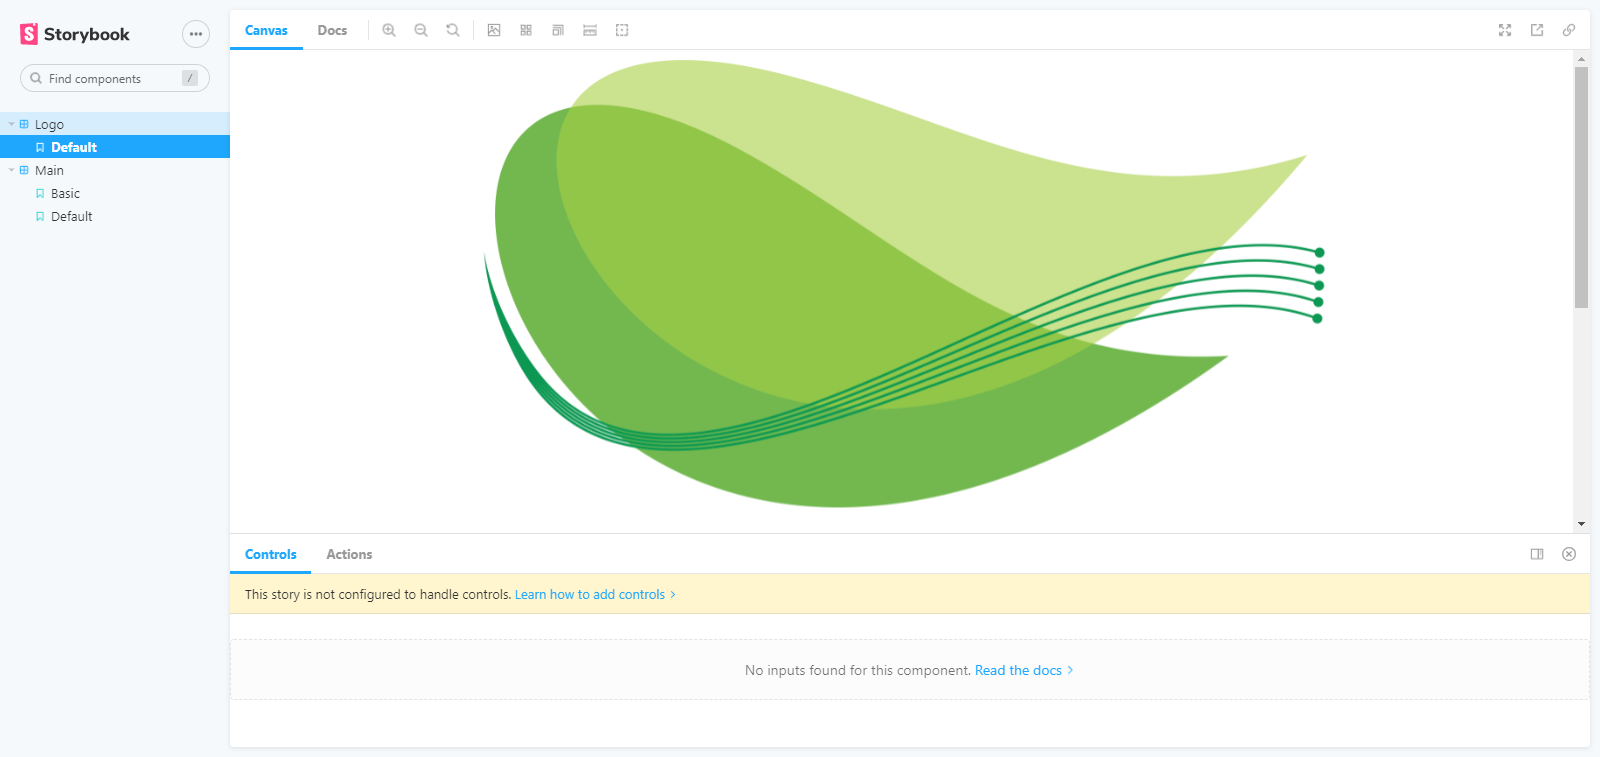 Storybook
Find components /
Logo
Default
Main
Basic
Default
Canvas Docs
Controls Actions
This story is not configured to handle controls. Learn how to add controls
No inputs found for this component. Read the docs